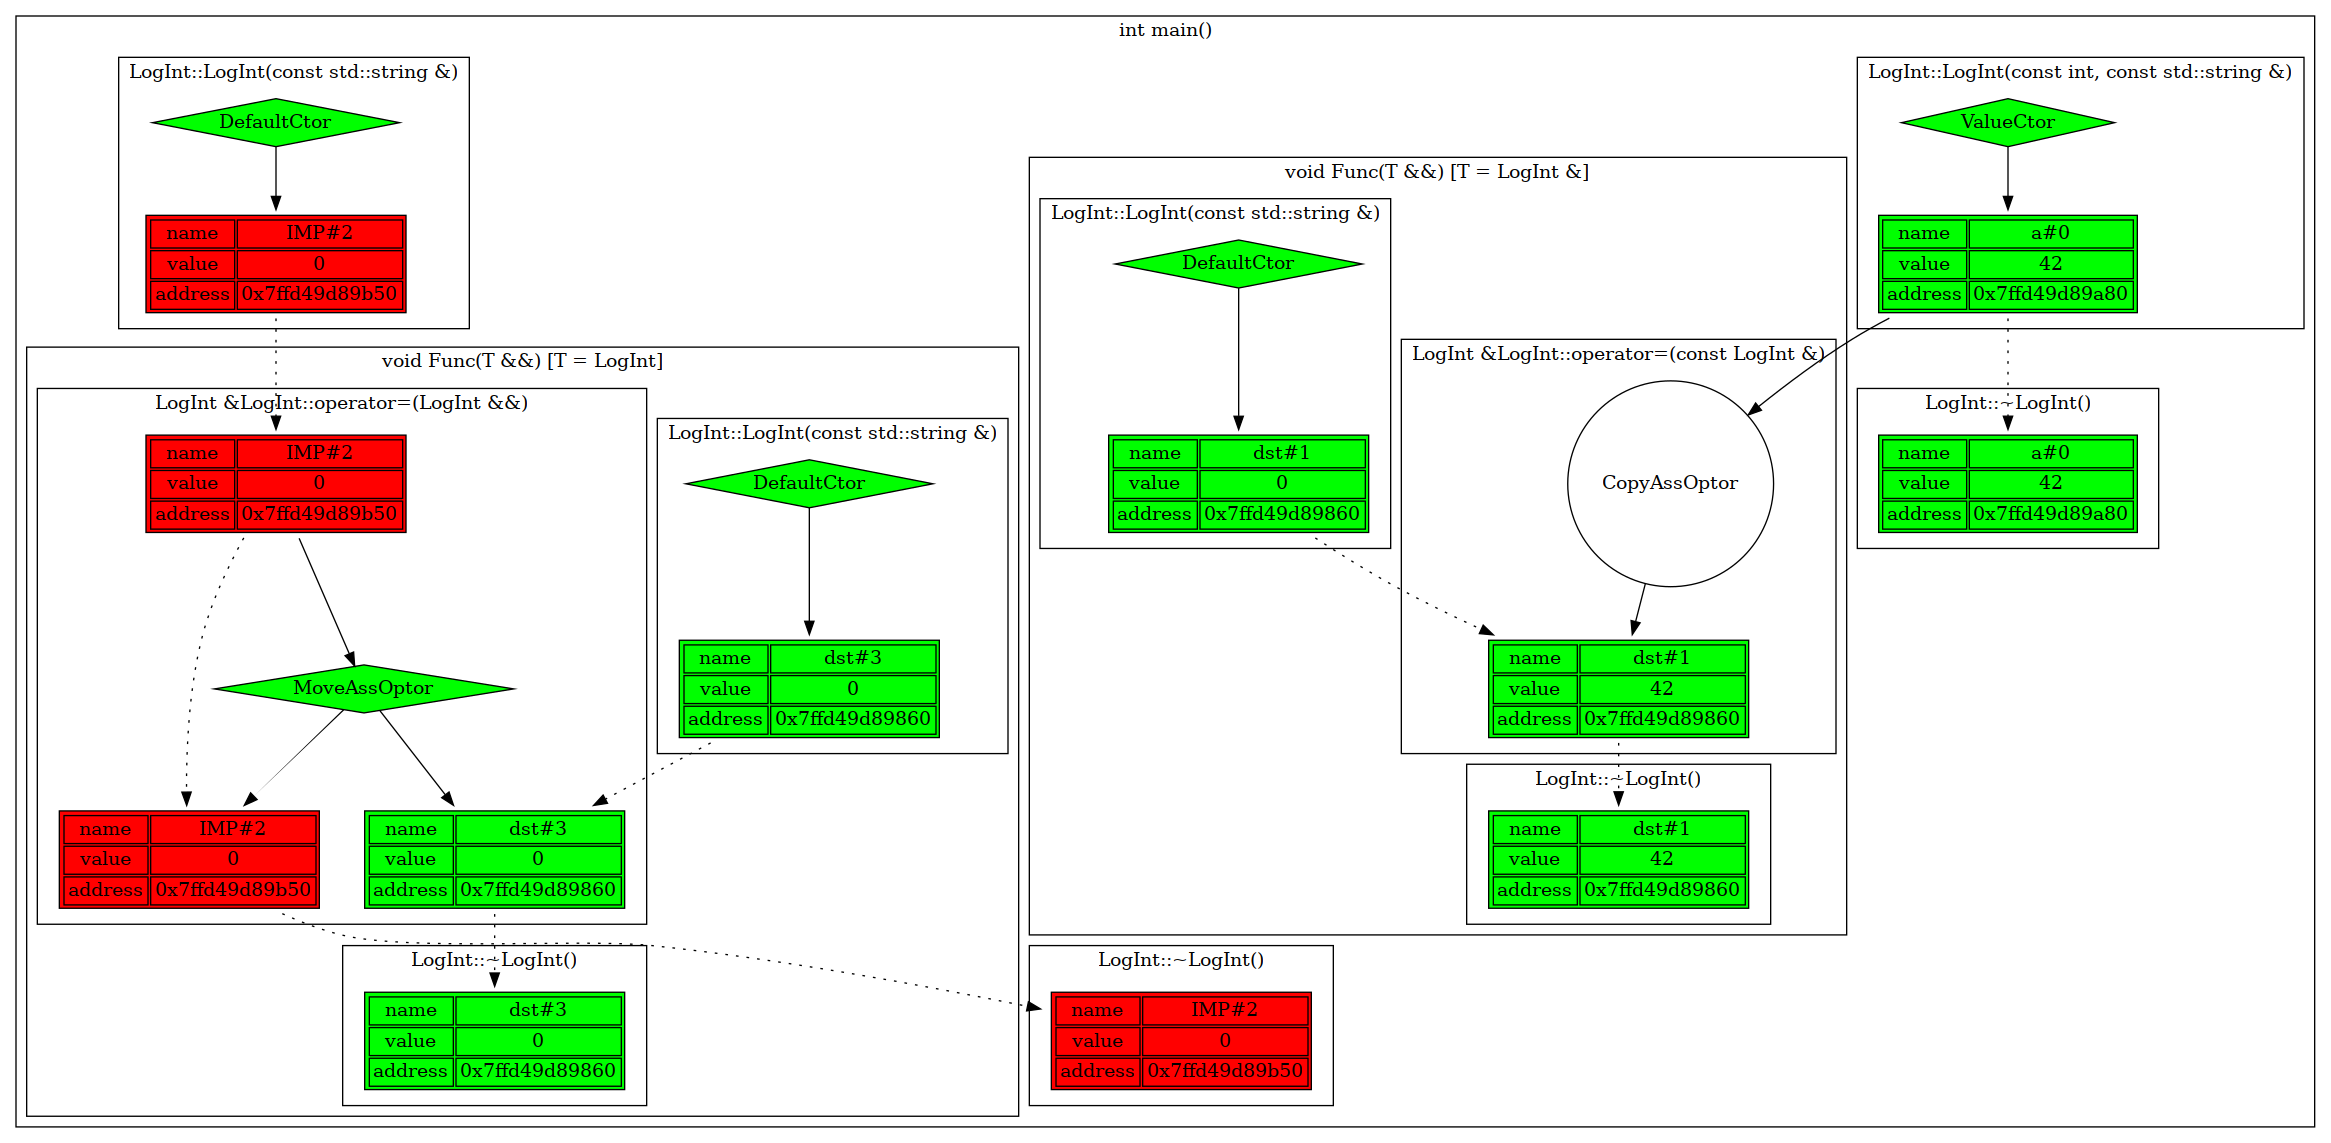 int main()
LogInt::LogInt(const std::string &)
DefaultCtor
name IMP#2
value 0
address 0x7ffd49d89b50
void Func(T &&) [T = LogInt]
LogInt &LogInt::operator=(LogInt &&)
name IMP#2
value 0
address 0x7ffd49d89b50
MoveAssOptor
name IMP#2
value 0
address 0x7ffd49d89b50
name dst#3
value 0
address 0x7ffd49d89860
LogInt::LogInt(const std::string &)
DefaultCtor
name dst#3
value 0
address 0x7ffd49d89860
LogInt::~LogInt()
name dst#3
value 0
address 0x7ffd49d89860
void Func(T &&) [T = LogInt &]
LogInt::LogInt(const std::string &)
DefaultCtor
name dst#1
value 0
address 0x7ffd49d89860
LogInt &LogInt::operator=(const LogInt &)
CopyAssOptor
name dst#1
value 42
address 0x7ffd49d89860
LogInt::~LogInt()
name dst#1
value 42
address 0x7ffd49d89860
LogInt::~LogInt()
name IMP#2
value 0
address 0x7ffd49d89b50
LogInt::LogInt(const int, const std::string &)
ValueCtor
name a#0
value 42
address 0x7ffd49d89a80
LogInt::~LogInt()
name a#0
value 42
address 0x7ffd49d89a80